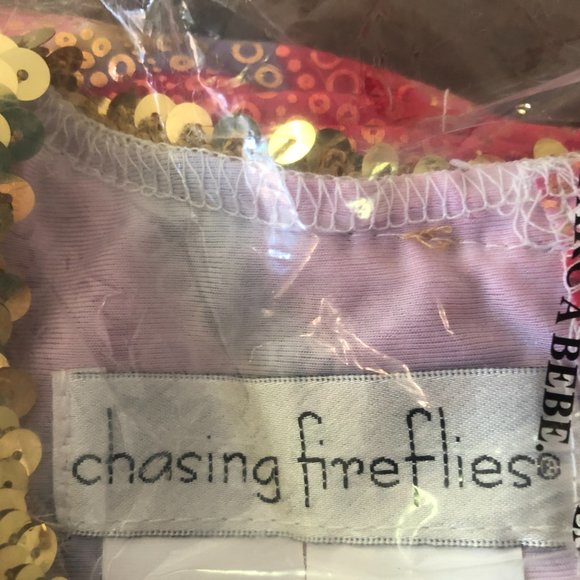 chasing fireflies®
A BEBE.